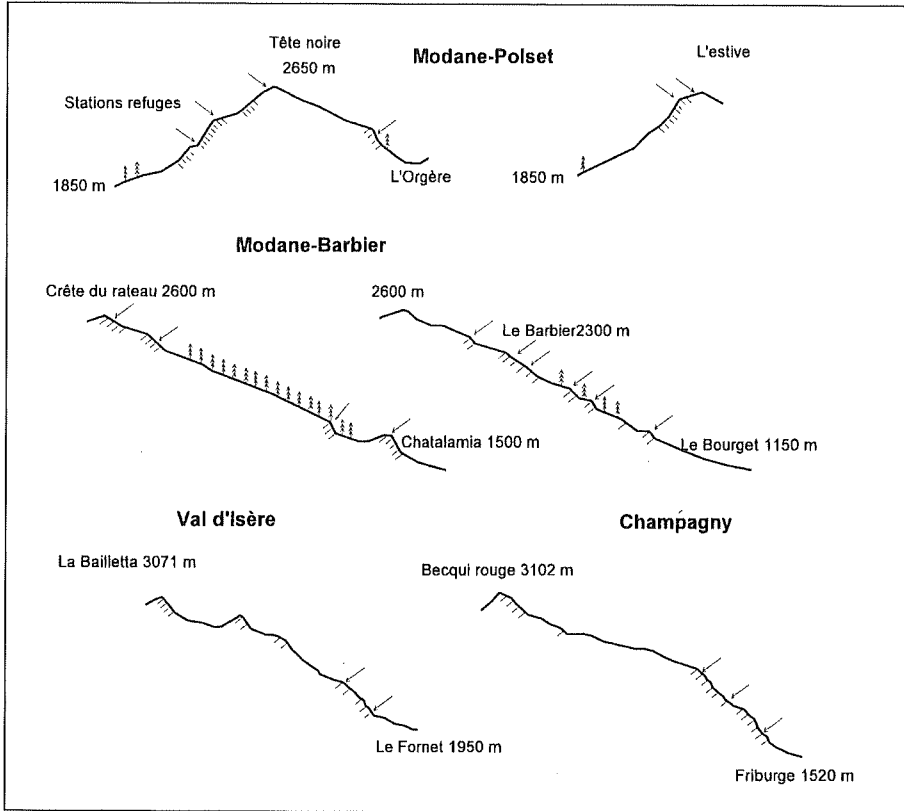 Tête noire
2650 m
Modane-Polset
L'estive
Stations refuges
1850 m
L'Orgère
1850 m
Modane-Barbier
Crête du rateau 2600 m
2600 m
Le Barbier2300 m
Chatalamia 1500 m
Le Bourget 1150 m
Val d'Isère
Champagny
La Bailletta 3071 m
Becqui rouge 3102 m
Le Fornet 1950 m
Friburge 1520 m